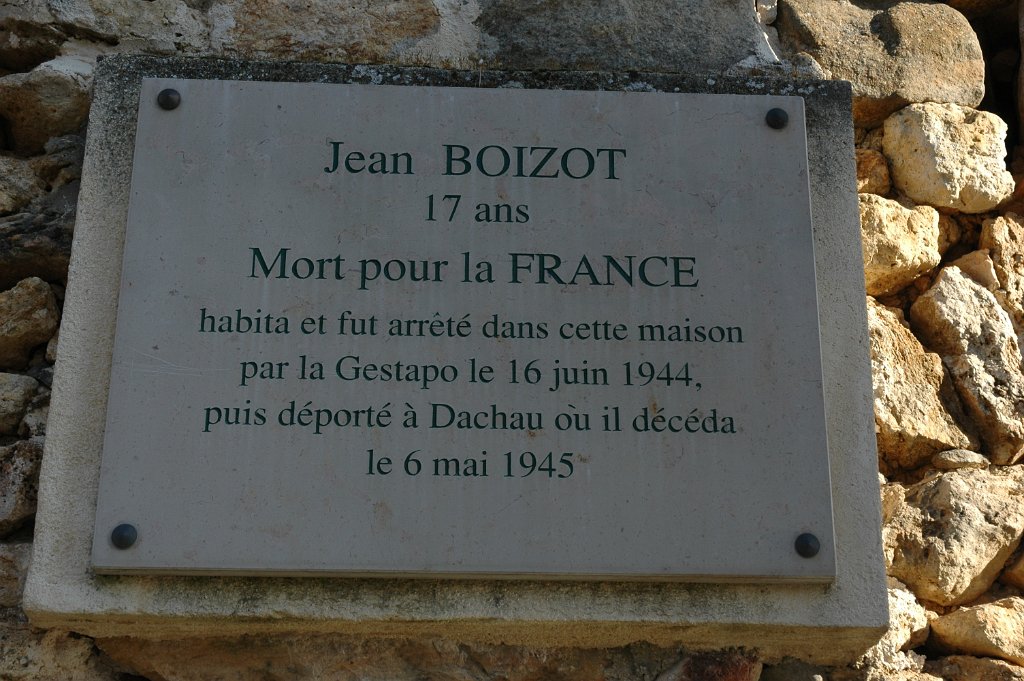 Jean BOIZOT
17 ans
Mort pour la FRANCE
habita et fut arrêté dans cette maison
par la Gestapo le 16 juin 1944,
puis déporté à Dachau où il décéda
le 6 mai 1945